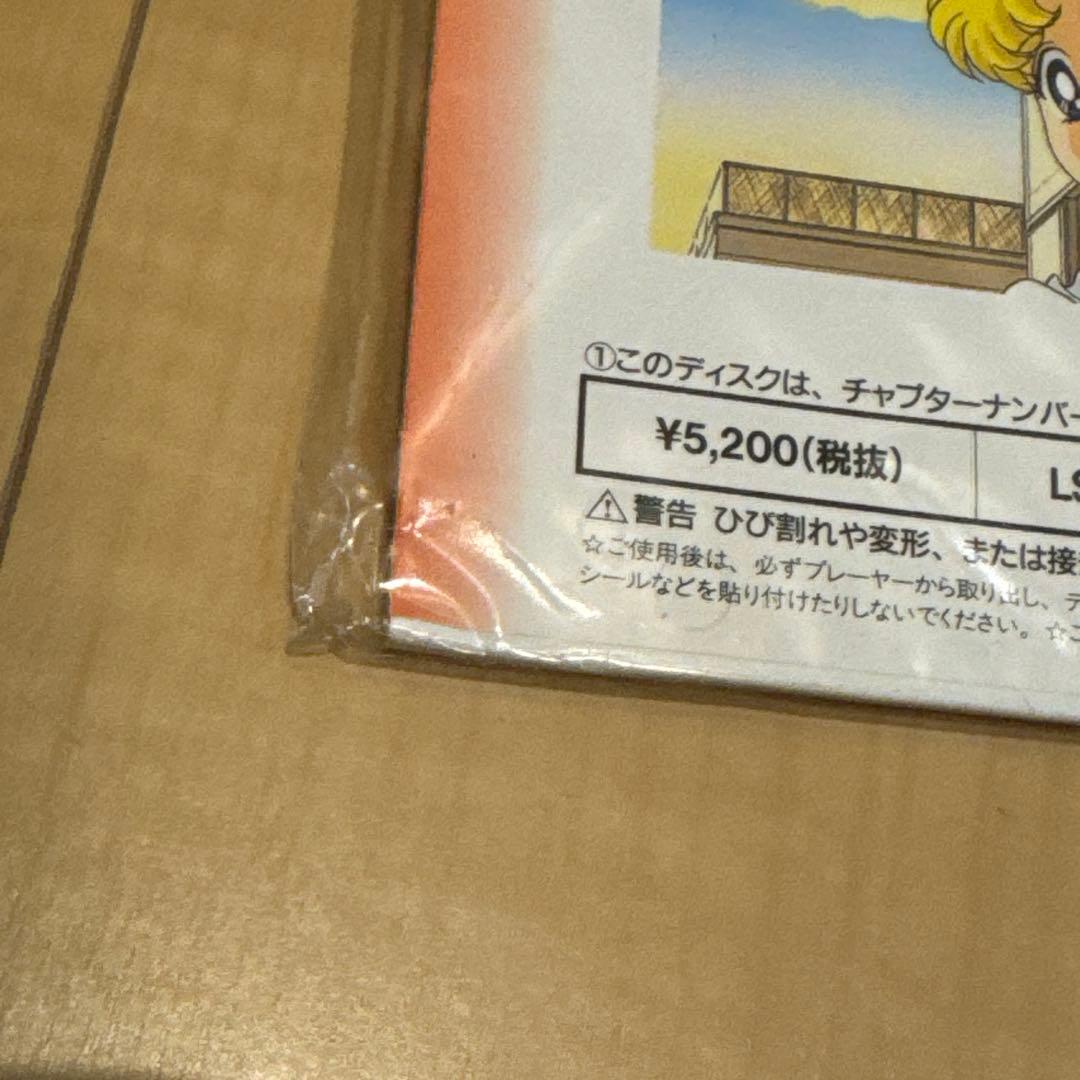 ①このディスクは、チャプターナンバー
¥5,200(税抜)
LS
⚠警告 ひび割れや変形、または接
☆ご使用後は、必ずプレーヤーから取り出し、デ
シールなどを貼り付けたりしないでください。☆ご